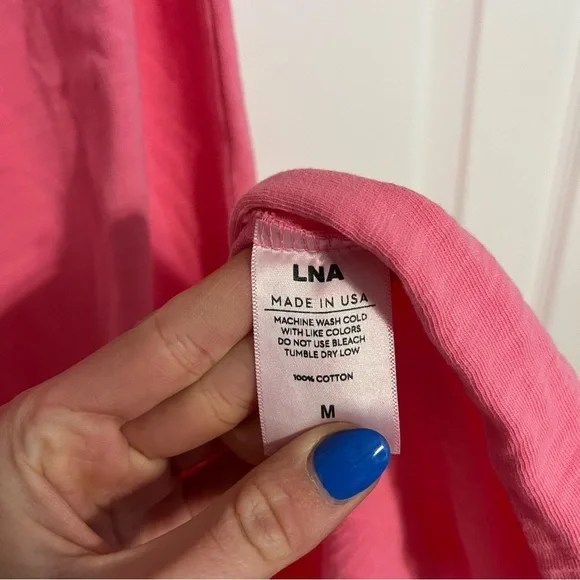 LNA
MADE IN USA
MACHINE WASH COLD
WITH LIKE COLORS
DO NOT USE BLEACH
TUMBLE DRY LOW
100% COTTON
M